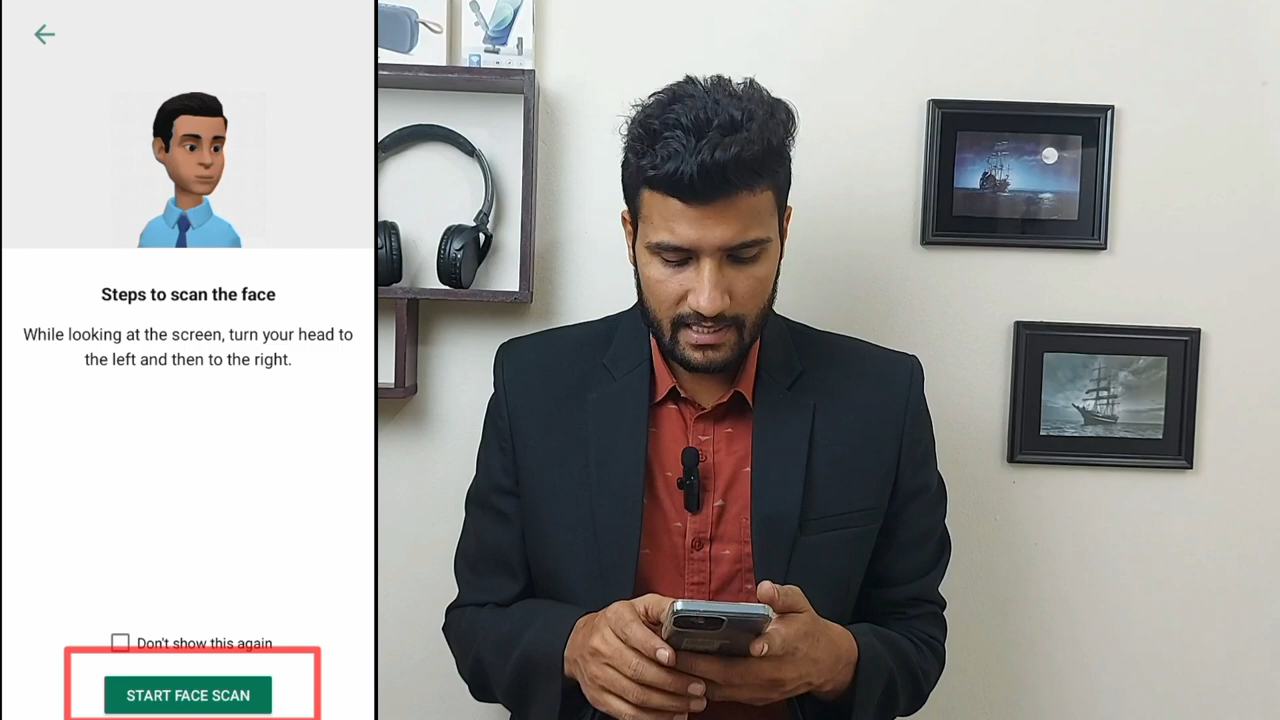 Steps to scan the face
While looking at the screen, turn your head to
the left and then to the right.
Don't show this again
START FACE SCAN